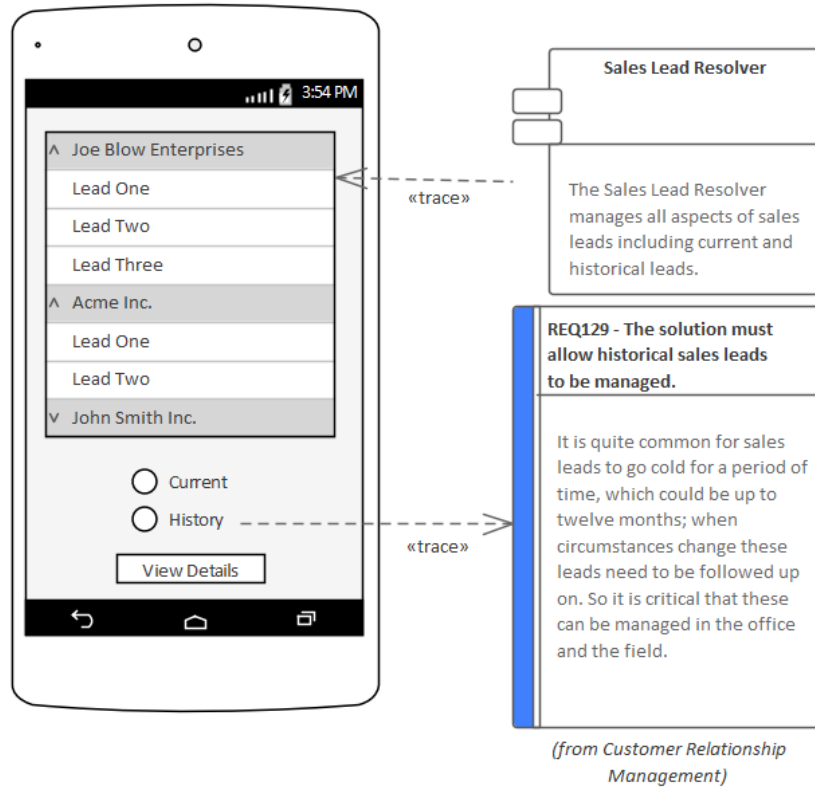 3:54 PM
^ Joe Blow Enterprises
Lead One
Lead Two
Lead Three
^ Acme Inc.
Lead One
Lead Two
v John Smith Inc.
Current
History
View Details
«trace»
«trace»
Sales Lead Resolver
The Sales Lead Resolver
manages all aspects of sales
leads including current and
historical leads.
REQ129 - The solution must
allow historical sales leads
to be managed.
It is quite common for sales
leads to go cold for a period of
time, which could be up to
twelve months; when
circumstances change these
leads need to be followed up
on. So it is critical that these
can be managed in the office
and the field.
(from Customer Relationship
Management)